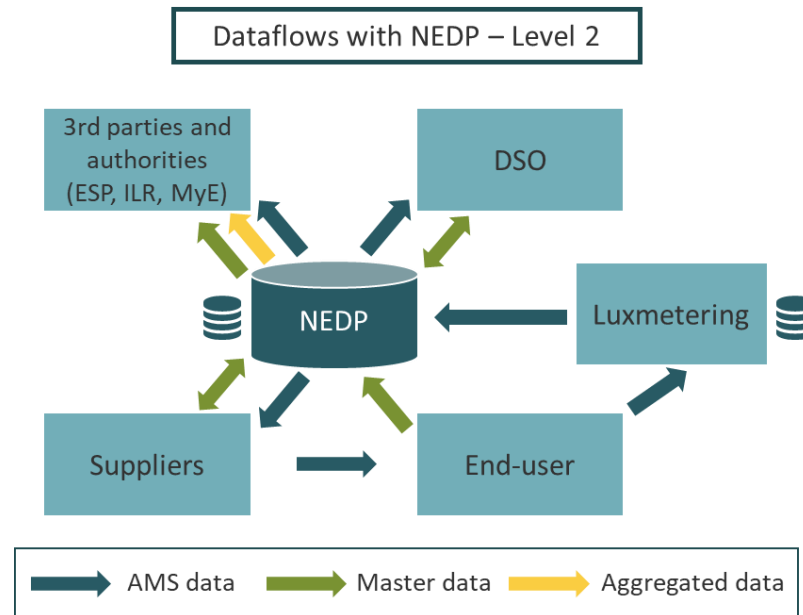 Dataflows with NEDP – Level 2
3rd parties and
authorities
(ESP, ILR, MyE)
DSO
NEDP
Luxmetering
Suppliers
End-user
AMS data
Master data
Aggregated data